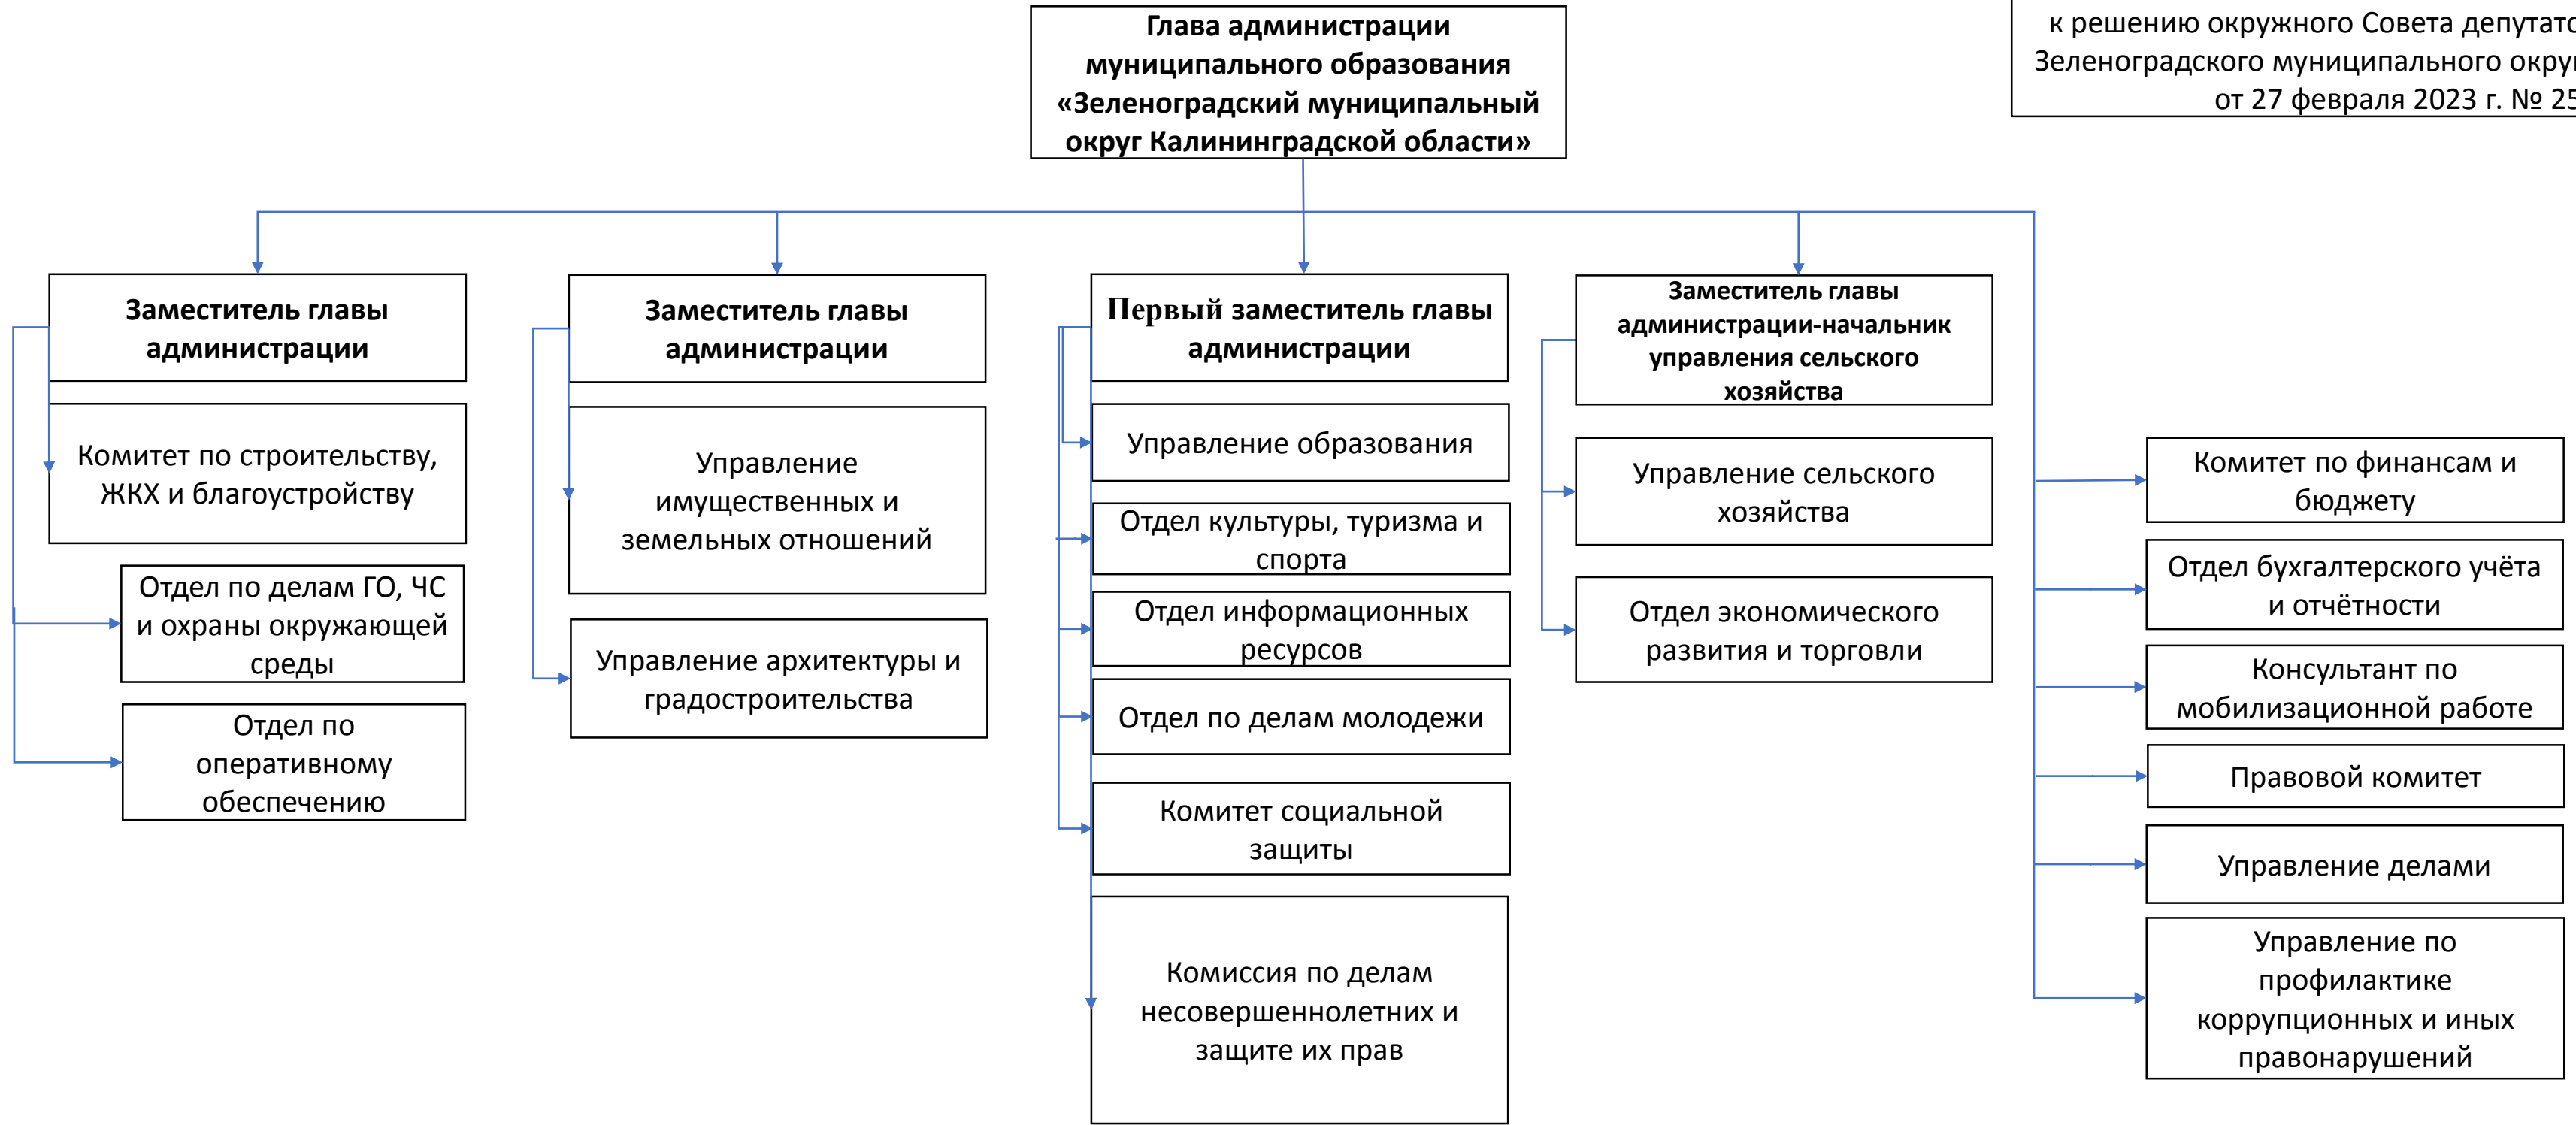 Глава администрации
муниципального образования
«Зеленоградский муниципальный
округ Калининградской области»
к решению окружного Совета
Зеленоградского муниципального
от 27 февраля 2023 г. №
Заместитель главы
администрации
Комитет по строительству,
ЖКХ и благоустройству
Отдел по делам ГО, ЧС
и охраны окружающей
среды
Отдел по
оперативному
обеспечению
Заместитель главы
администрации
Управление
имущественных и
земельных отношений
Управление архитектуры и
градостроительства
Первый заместитель главы
администрации
Управление образования
Отдел культуры, туризма и
спорта
Отдел информационных
ресурсов
Отдел по делам молодежи
Комитет социальной
защиты
Комиссия по делам
несовершеннолетних и
защите их прав
Заместитель главы
администрации-начальник
управления сельского
хозяйства
Управление сельского
хозяйства
Отдел экономического
развития и торговли
Комитет по финансам и
бюджету
Отдел бухгалтерского учёта
и отчётности
Консультант по
мобилизационной работе
Правовой комитет
Управление делами
Управление по
профилактике
коррупционных и иных
правонарушений